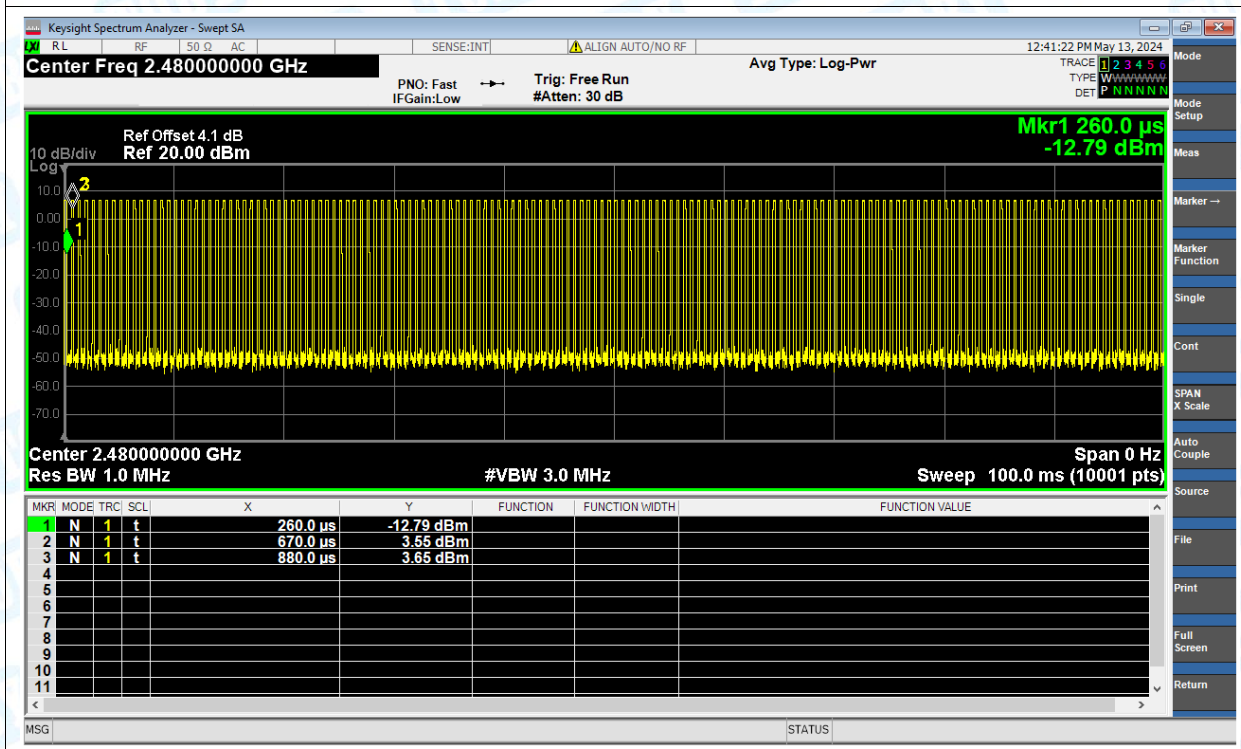 Keysight Spectrum Analyzer - Swept SA
LXI RL RF 50 Ω AC SENSE:INT ALIGN AUTO/NO RF 12:41:22 PM May 13, 2024
Center Freq 2.480000000 GHz
PNO: Fast
IFGain:Low
Trig: Free Run
#Atten: 30 dB
Avg Type: Log-Pwr
TRACE 1 2 3 4 5 6
TYPE WWWWWW
DET P N N N N N
Ref Offset 4.1 dB
Ref 20.00 dBm
10 dB/div
Log
Mkr1 260.0 µs
-12.79 dBm
10.0
0.00
-10.0
-20.0
-30.0
-40.0
-50.0
-60.0
-70.0
3
1
Center 2.480000000 GHz
Res BW 1.0 MHz
#VBW 3.0 MHz
Span 0 Hz
Sweep 100.0 ms (10001 pts)
MKR MODE TRC SCL X Y FUNCTION FUNCTION WIDTH FUNCTION VALUE
1 N 1 t 260.0 µs -12.79 dBm
2 N 1 t 670.0 µs 3.55 dBm
3 N 1 t 880.0 µs 3.65 dBm
4
5
6
7
8
9
10
11
MSG
STATUS
Mode
Mode Setup
Meas
Marker →
Marker Function
Single
Cont
SPAN
X Scale
Auto Couple
Source
File
Print
Full Screen
Return